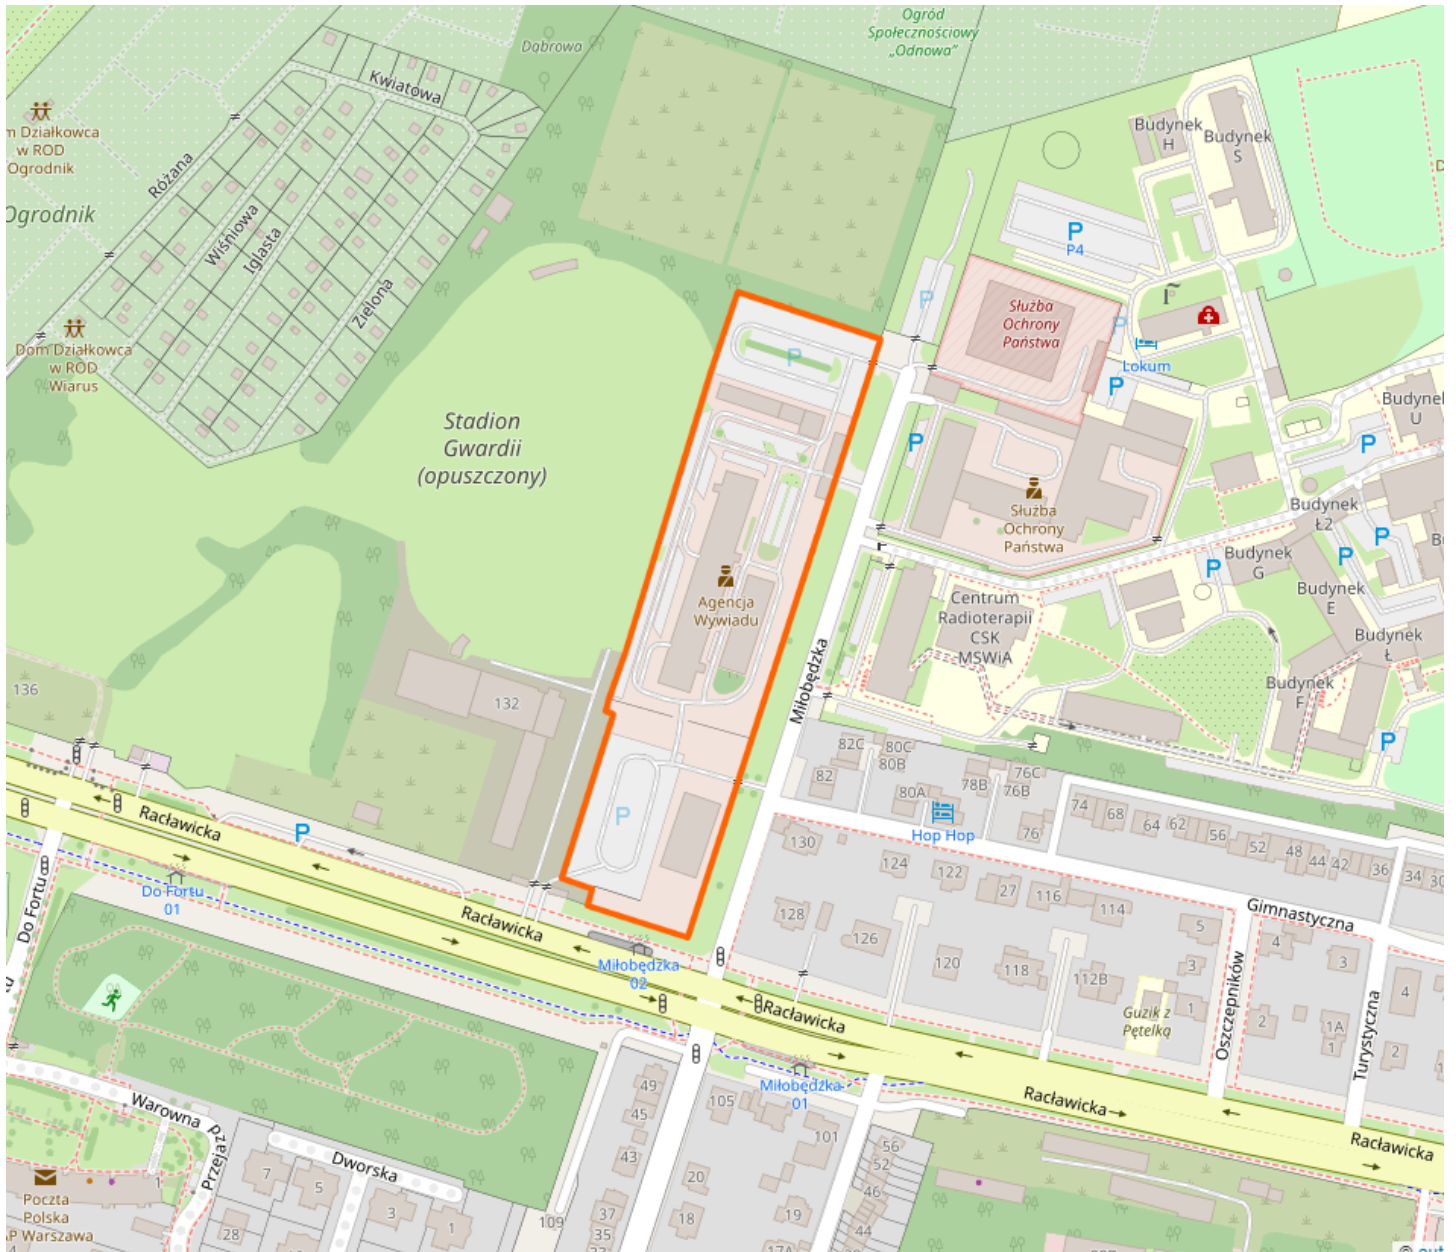 Ogród
Społecznościowy
„Odnowa”
Dąbrowa
Kwiatowa
m Działkowca
w ROD
Ogrodnik
Różana
Ogrodnik
Wiśniowa
Iglasta
Zielona
Dom Działkowca
w ROD
Wiarus
Budynek
H
Budynek
S
P
P4
P
Służba
Ochrony
Państwa
P
Lokum
P
P
Budynek
U
P
P
Stadion
Gwardii
(opuszczony)
Służba
Ochrony
Państwa
Budynek
Ł2
P
Budynek
G
P
P
Budynek
E
Agencja
Wywiadu
Centrum
Radioterapii
CSK
MSWiA
Budynek
Ł
Budynek
F
P
136
132
Miłobędzka
82C
80C
80B
82
80A
78B
76C
76B
76
Hop Hop
74
68
64
62
56
52
48
44
42
36
34
30
P
P
Racławicka
Do Fortu
01
Do Fortu
Racławicka
Miłobędzka
02
130
124
122
27
116
114
128
126
120
118
112B
5
3
1
Gimnastyczna
Oszczepników
Turystyczna
4
3
2
1A
1
4
2
Guzik z
Pętelką
Racławicka
Miłobędzka
01
Racławicka
Racławicka
Warowna
Przejazd
Dworska
7
5
3
1
28
1
109
49
45
43
37
35
105
101
20
18
19
17A
56
52
46
44
Poczta
Polska
AP Warszawa